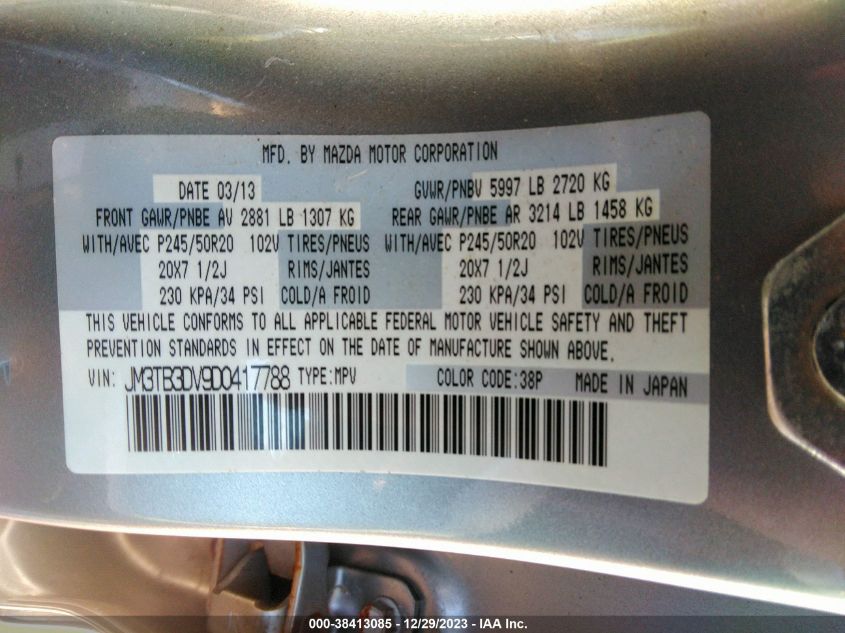 MFD. BY MAZDA MOTOR CORPORATION
DATE 03/13 GVWR/PNBV 5997 LB 2720 KG
FRONT GAWR/PNBE AV 2881 LB 1307 KG REAR GAWR/PNBE AR 3214 LB 1458 KG
WITH/AVEC P245/50R20 102V TIRES/PNEUS WITH/AVEC P245/50R20 102V TIRES/PNEUS
20X7 1/2J RIMS/JANTES 20X7 1/2J RIMS/JANTES
230 KPA/34 PSI COLD/A FROID 230 KPA/34 PSI COLD/A FROID
THIS VEHICLE CONFORMS TO ALL APPLICABLE FEDERAL MOTOR VEHICLE SAFETY AND THEFT
PREVENTION STANDARDS IN EFFECT ON THE DATE OF MANUFACTURE SHOWN ABOVE.
VIN: JM3TB3DV9D0417788 TYPE:MPV COLOR CODE:38P MADE IN JAPAN
000-38413085 - 12/29/2023 - IAA Inc.